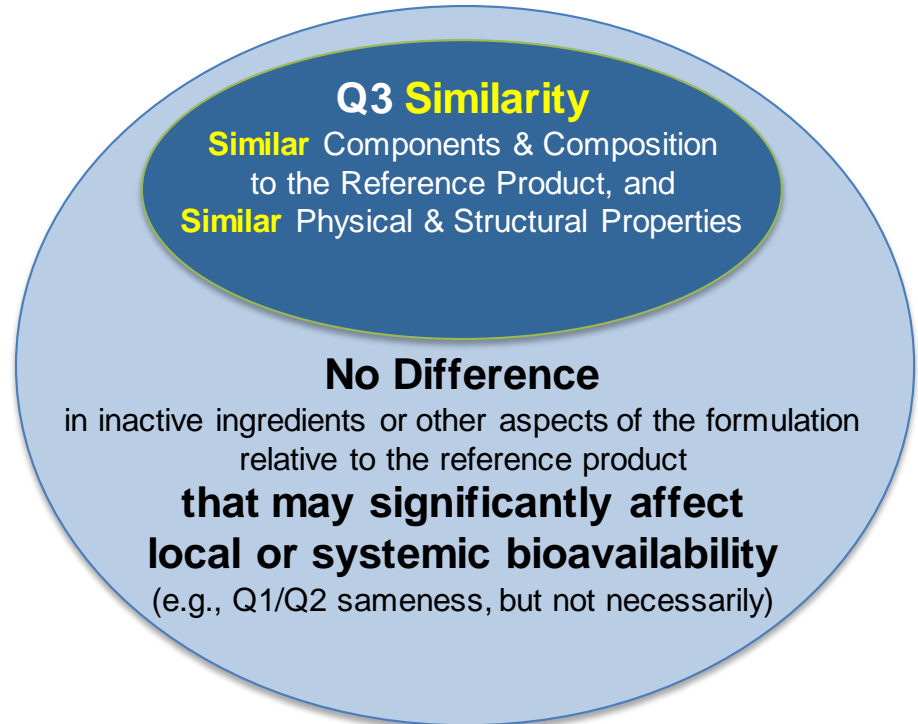 Q3 Similarity
Similar Components & Composition
to the Reference Product, and
Similar Physical & Structural Properties
No Difference
in inactive ingredients or other aspects of the formulation
relative to the reference product
that may significantly affect
local or systemic bioavailability
(e.g., Q1/Q2 sameness, but not necessarily)